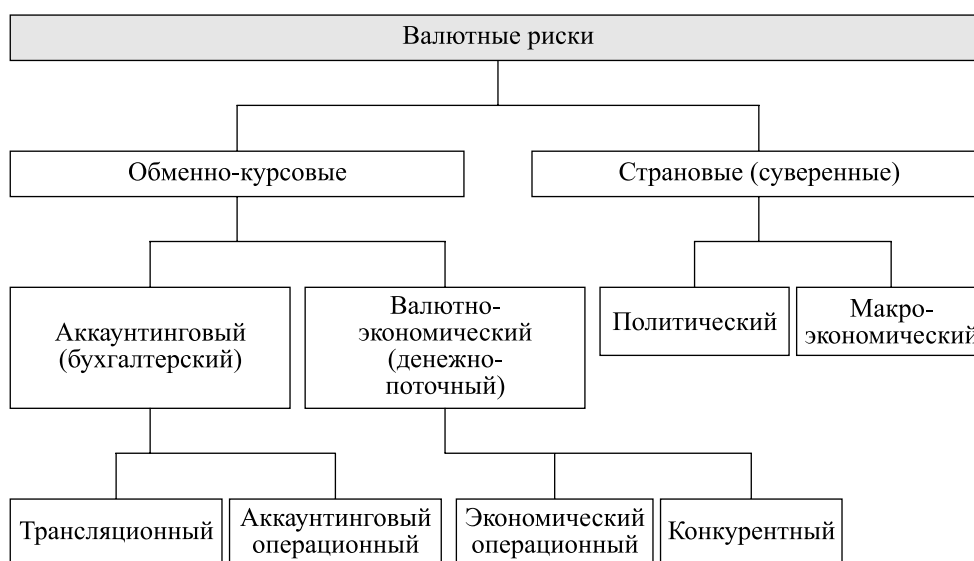 Валютные риски
Обменно-курсовые
Страновые (суверенные)
Аккаунтинговый
(бухгалтерский)
Валютно-
экономический
(денежно-
поточный)
Политический
Макро-
экономический
Трансляционный
Аккаунтинговый
операционный
Экономический
операционный
Конкурентный